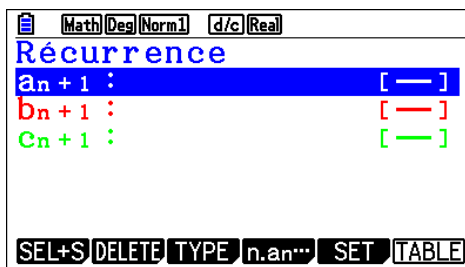 Math Deg Norm1 d/c Real
Récurrence
an+1 : [ — ]
bn+1 : [ — ]
cn+1 : [ — ]
SEL+S DELETE TYPE n.an… SET TABLE